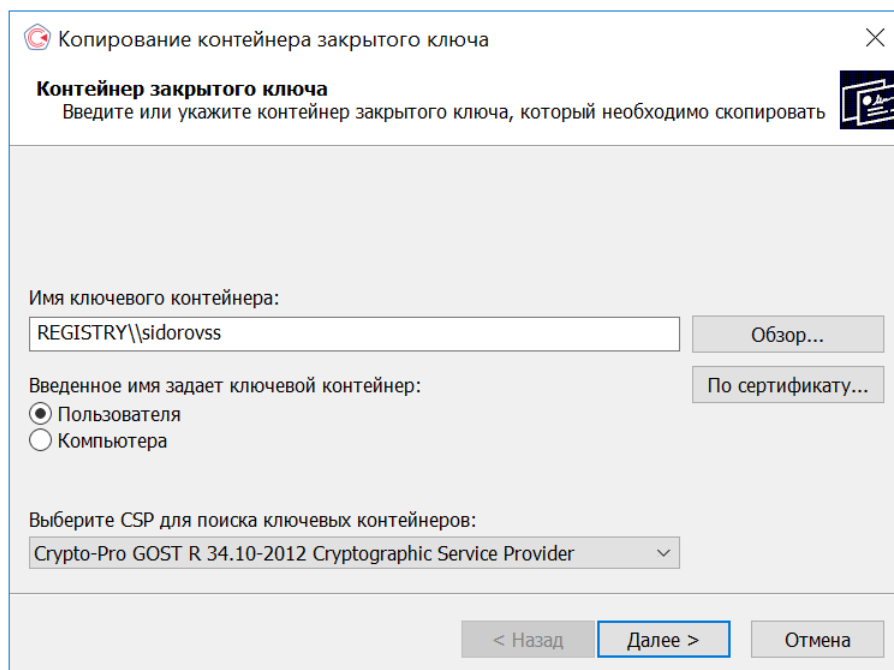 Копирование контейнера закрытого ключа
Контейнер закрытого ключа
Введите или укажите контейнер закрытого ключа, который необходимо скопировать
Имя ключевого контейнера:
REGISTRY\\sidorovss
Обзор...
Введенное имя задает ключевой контейнер:
По сертификату...
Пользователя
Компьютера
Выберите CSP для поиска ключевых контейнеров:
Crypto-Pro GOST R 34.10-2012 Cryptographic Service Provider
< Назад
Далее >
Отмена